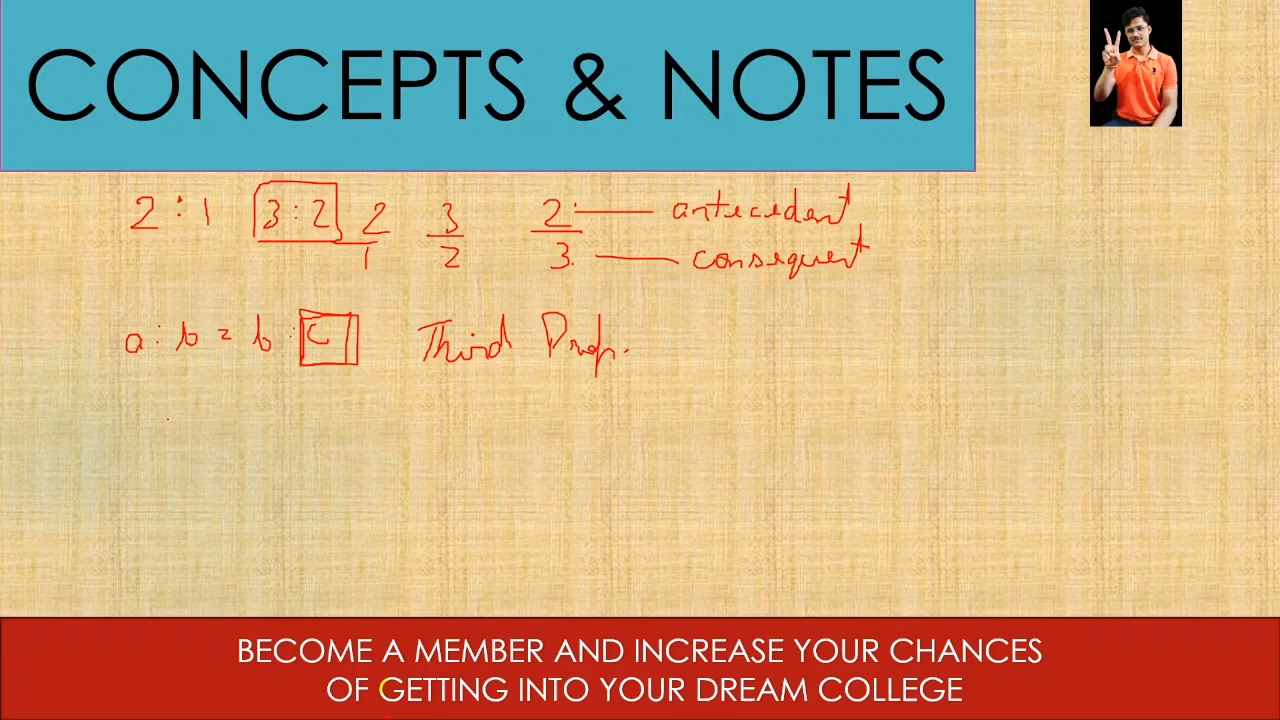 CONCEPTS & NOTES
2 : 1 3 : 2 2/1 3/2 2/3 antecedent
consequent
a : b = b : c Third Prop.
BECOME A MEMBER AND INCREASE YOUR CHANCES
OF GETTING INTO YOUR DREAM COLLEGE